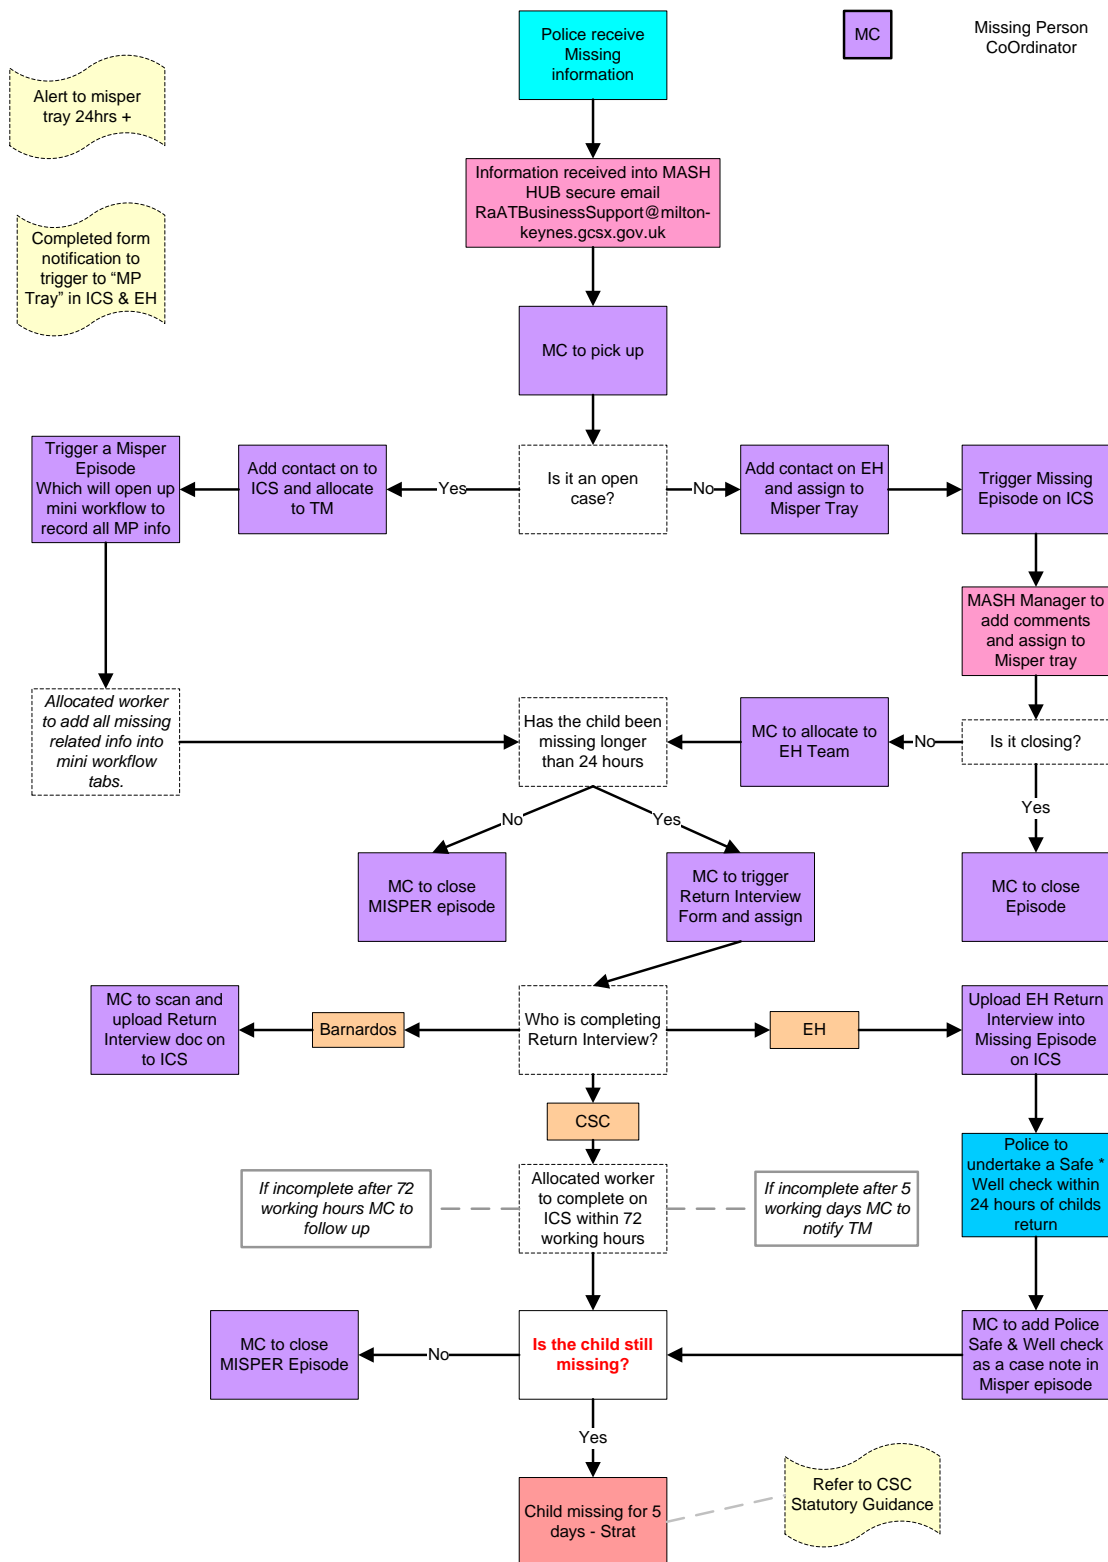 Police receive
Missing
information
MC
Missing Person
CoOrdinator
Alert to misper
tray 24hrs +
Information received into MASH
HUB secure email
RaATBusinessSupport@milton-
keynes.gcsx.gov.uk
Completed form
notification to
trigger to “MP
Tray” in ICS & EH
MC to pick up
Trigger a Misper
Episode
Which will open up
mini workflow to
record all MP info
Add contact on to
ICS and allocate
to TM
Yes
Is it an open
case?
No
Add contact on EH
and assign to
Misper Tray
Trigger Missing
Episode on ICS
MASH Manager to
add comments
and assign to
Misper tray
Allocated worker
to add all missing
related info into
mini workflow
tabs.
Has the child been
missing longer
than 24 hours
MC to allocate to
EH Team
No
Is it closing?
Yes
No
Yes
MC to close
MISPER episode
MC to trigger
Return Interview
Form and assign
MC to close
Episode
MC to scan and
upload Return
Interview doc on
to ICS
Barnardos
Who is completing
Return Interview?
EH
Upload EH Return
Interview into
Missing Episode
on ICS
CSC
Police to
undertake a Safe *
Well check within
24 hours of childs
return
If incomplete after 72
working hours MC to
follow up
Allocated worker
to complete on
ICS within 72
working hours
If incomplete after 5
working days MC to
notify TM
MC to close
MISPER Episode
No
Is the child still
missing?
MC to add Police
Safe & Well check
as a case note in
Misper episode
Yes
Child missing for 5
days - Strat
Refer to CSC
Statutory Guidance